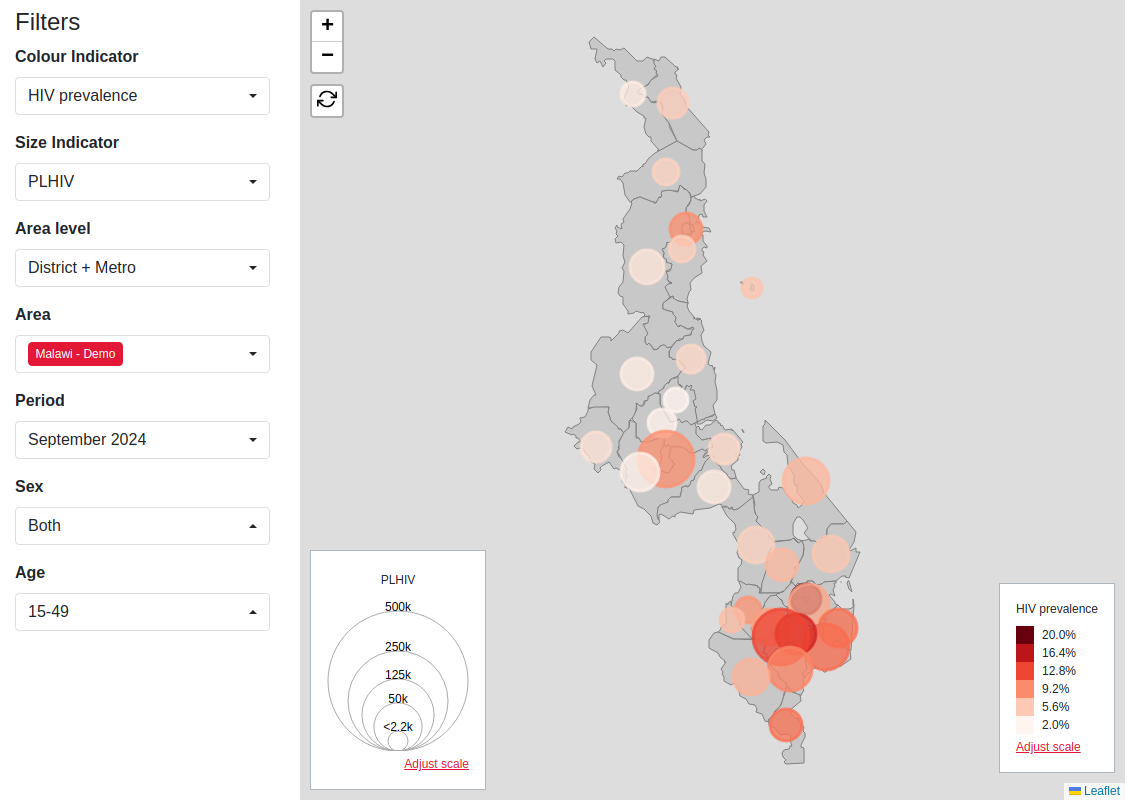 Filters
Colour Indicator
HIV prevalence
Size Indicator
PLHIV
Area level
District + Metro
Area
Malawi - Demo
Period
September 2024
Sex
Both
Age
15-49
+
−
PLHIV
500k
250k
125k
50k
<2.2k
Adjust scale
HIV prevalence
20.0%
16.4%
12.8%
9.2%
5.6%
2.0%
Adjust scale
Leaflet